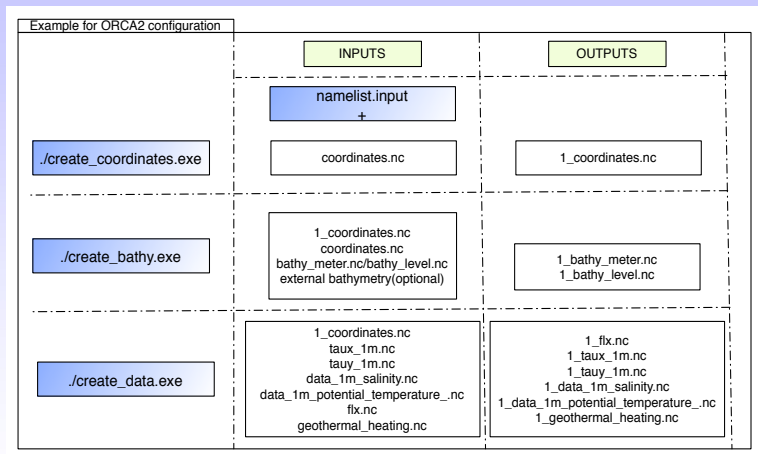 Example for ORCA2 configuration
INPUTS
OUTPUTS
namelist.input
+
./create_coordinates.exe
coordinates.nc
1_coordinates.nc
./create_bathy.exe
1_coordinates.nc
coordinates.nc
bathy_meter.nc/bathy_level.nc
external bathymetry(optional)
1_bathy_meter.nc
1_bathy_level.nc
./create_data.exe
1_coordinates.nc
taux_1m.nc
tauy_1m.nc
data_1m_salinity.nc
data_1m_potential_temperature_.nc
flx.nc
geothermal_heating.nc
1_flx.nc
1_taux_1m.nc
1_tauy_1m.nc
1_data_1m_salinity.nc
1_data_1m_potential_temperature_.nc
1_geothermal_heating.nc